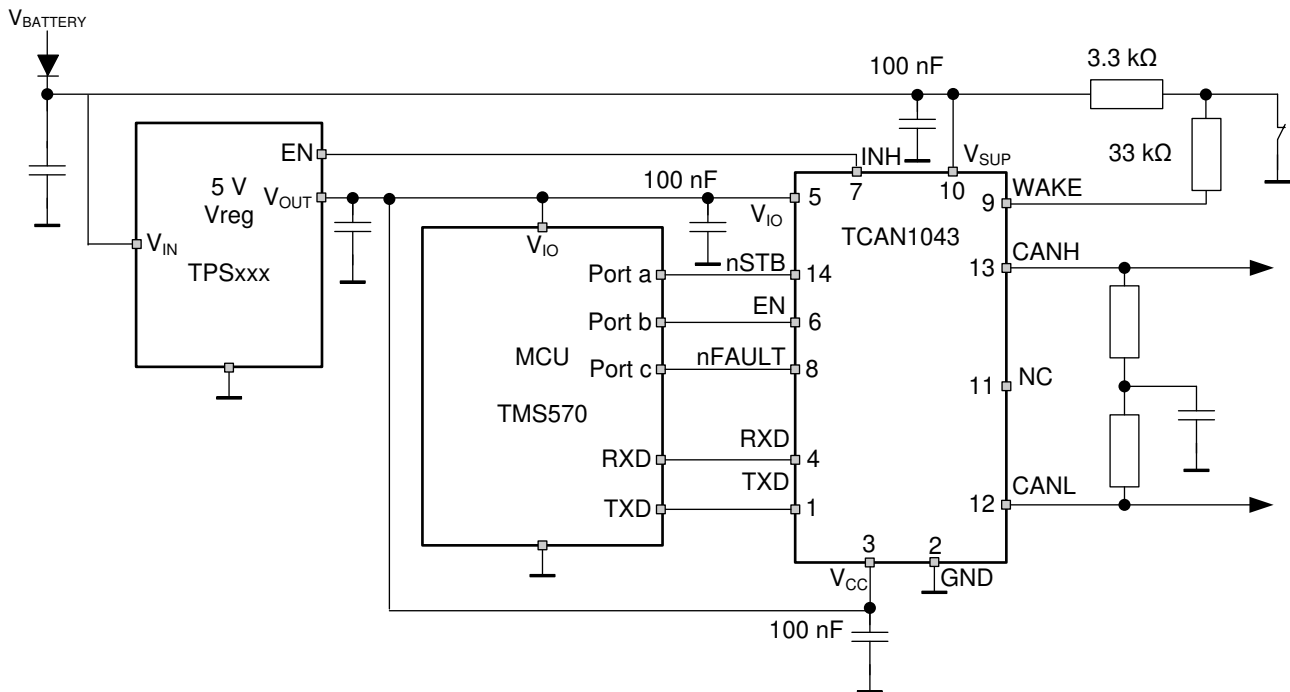 VBATTERY
3.3 kΩ
100 nF
33 kΩ
EN
INH
VSUP
7
10
WAKE
9
5 V
Vreg
VOUT
100 nF
VIO
5
TCAN1043
VIN
TPSxxx
VIO
CANH
13
Port a
nSTB
14
Port b
EN
6
MCU
Port c
nFAULT
8
NC
11
TMS570
RXD
RXD
4
TXD
TXD
1
CANL
12
3
2
VCC
GND
100 nF